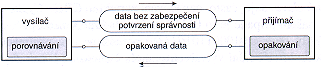 vysílač
porovnávání
data bez zabezpečení
potvrzení správnosti
opakovaná data
přijímač
opakování